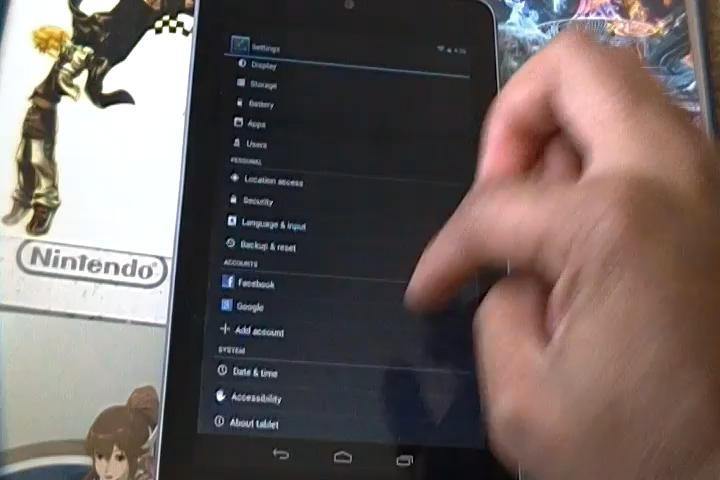 Settings
Display
Storage
Battery
Apps
Users
PERSONAL
Location access
Security
Language & input
Backup & reset
ACCOUNTS
Facebook
Google
Add account
SYSTEM
Date & time
Accessibility
About tablet
Nintendo